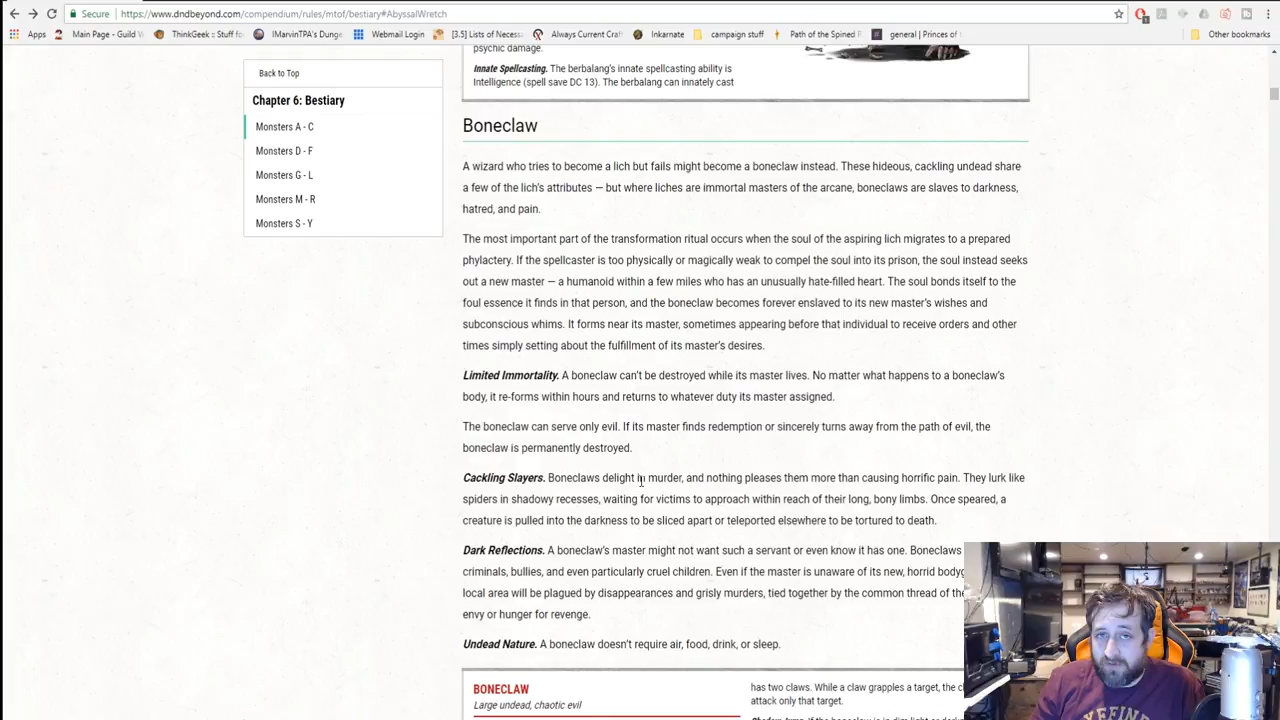 Secure https://www.dndbeyond.com/compendium/rules/mtof/bestiary#AbyssalWretch
Apps Main Page - Guild W ThinkGeek :: Stuff fo IMarvinTPA's Dunge Webmail Login [3.5] Lists of Necess Always Current Craf Inkarnate campaign stuff Path of the Spined R general | Princes of Other bookmarks
psychic damage.
Innate Spellcasting. The berbalang's innate spellcasting ability is
Intelligence (spell save DC 13). The berbalang can innately cast
Back to Top
Chapter 6: Bestiary
Monsters A - C
Monsters D - F
Monsters G - L
Monsters M - R
Monsters S - Y
Boneclaw
A wizard who tries to become a lich but fails might become a boneclaw instead. These hideous, cackling undead share
a few of the lich's attributes — but where liches are immortal masters of the arcane, boneclaws are slaves to darkness,
hatred, and pain.
The most important part of the transformation ritual occurs when the soul of the aspiring lich migrates to a prepared
phylactery. If the spellcaster is too physically or magically weak to compel the soul into its prison, the soul instead seeks
out a new master — a humanoid within a few miles who has an unusually hate-filled heart. The soul bonds itself to the
foul essence it finds in that person, and the boneclaw becomes forever enslaved to its new master's wishes and
subconscious whims. It forms near its master, sometimes appearing before that individual to receive orders and other
times simply setting about the fulfillment of its master's desires.
Limited Immortality. A boneclaw can't be destroyed while its master lives. No matter what happens to a boneclaw's
body, it re-forms within hours and returns to whatever duty its master assigned.
The boneclaw can serve only evil. If its master finds redemption or sincerely turns away from the path of evil, the
boneclaw is permanently destroyed.
Cackling Slayers. Boneclaws delight in murder, and nothing pleases them more than causing horrific pain. They lurk like
spiders in shadowy recesses, waiting for victims to approach within reach of their long, bony limbs. Once speared, a
creature is pulled into the darkness to be sliced apart or teleported elsewhere to be tortured to death.
Dark Reflections. A boneclaw's master might not want such a servant or even know it has one. Boneclaws
criminals, bullies, and even particularly cruel children. Even if the master is unaware of its new, horrid bodyg
local area will be plagued by disappearances and grisly murders, tied together by the common thread of the
envy or hunger for revenge.
Undead Nature. A boneclaw doesn't require air, food, drink, or sleep.
BONECLAW
Large undead, chaotic evil
has two claws. While a claw grapples a target, the cl
attack only that target.